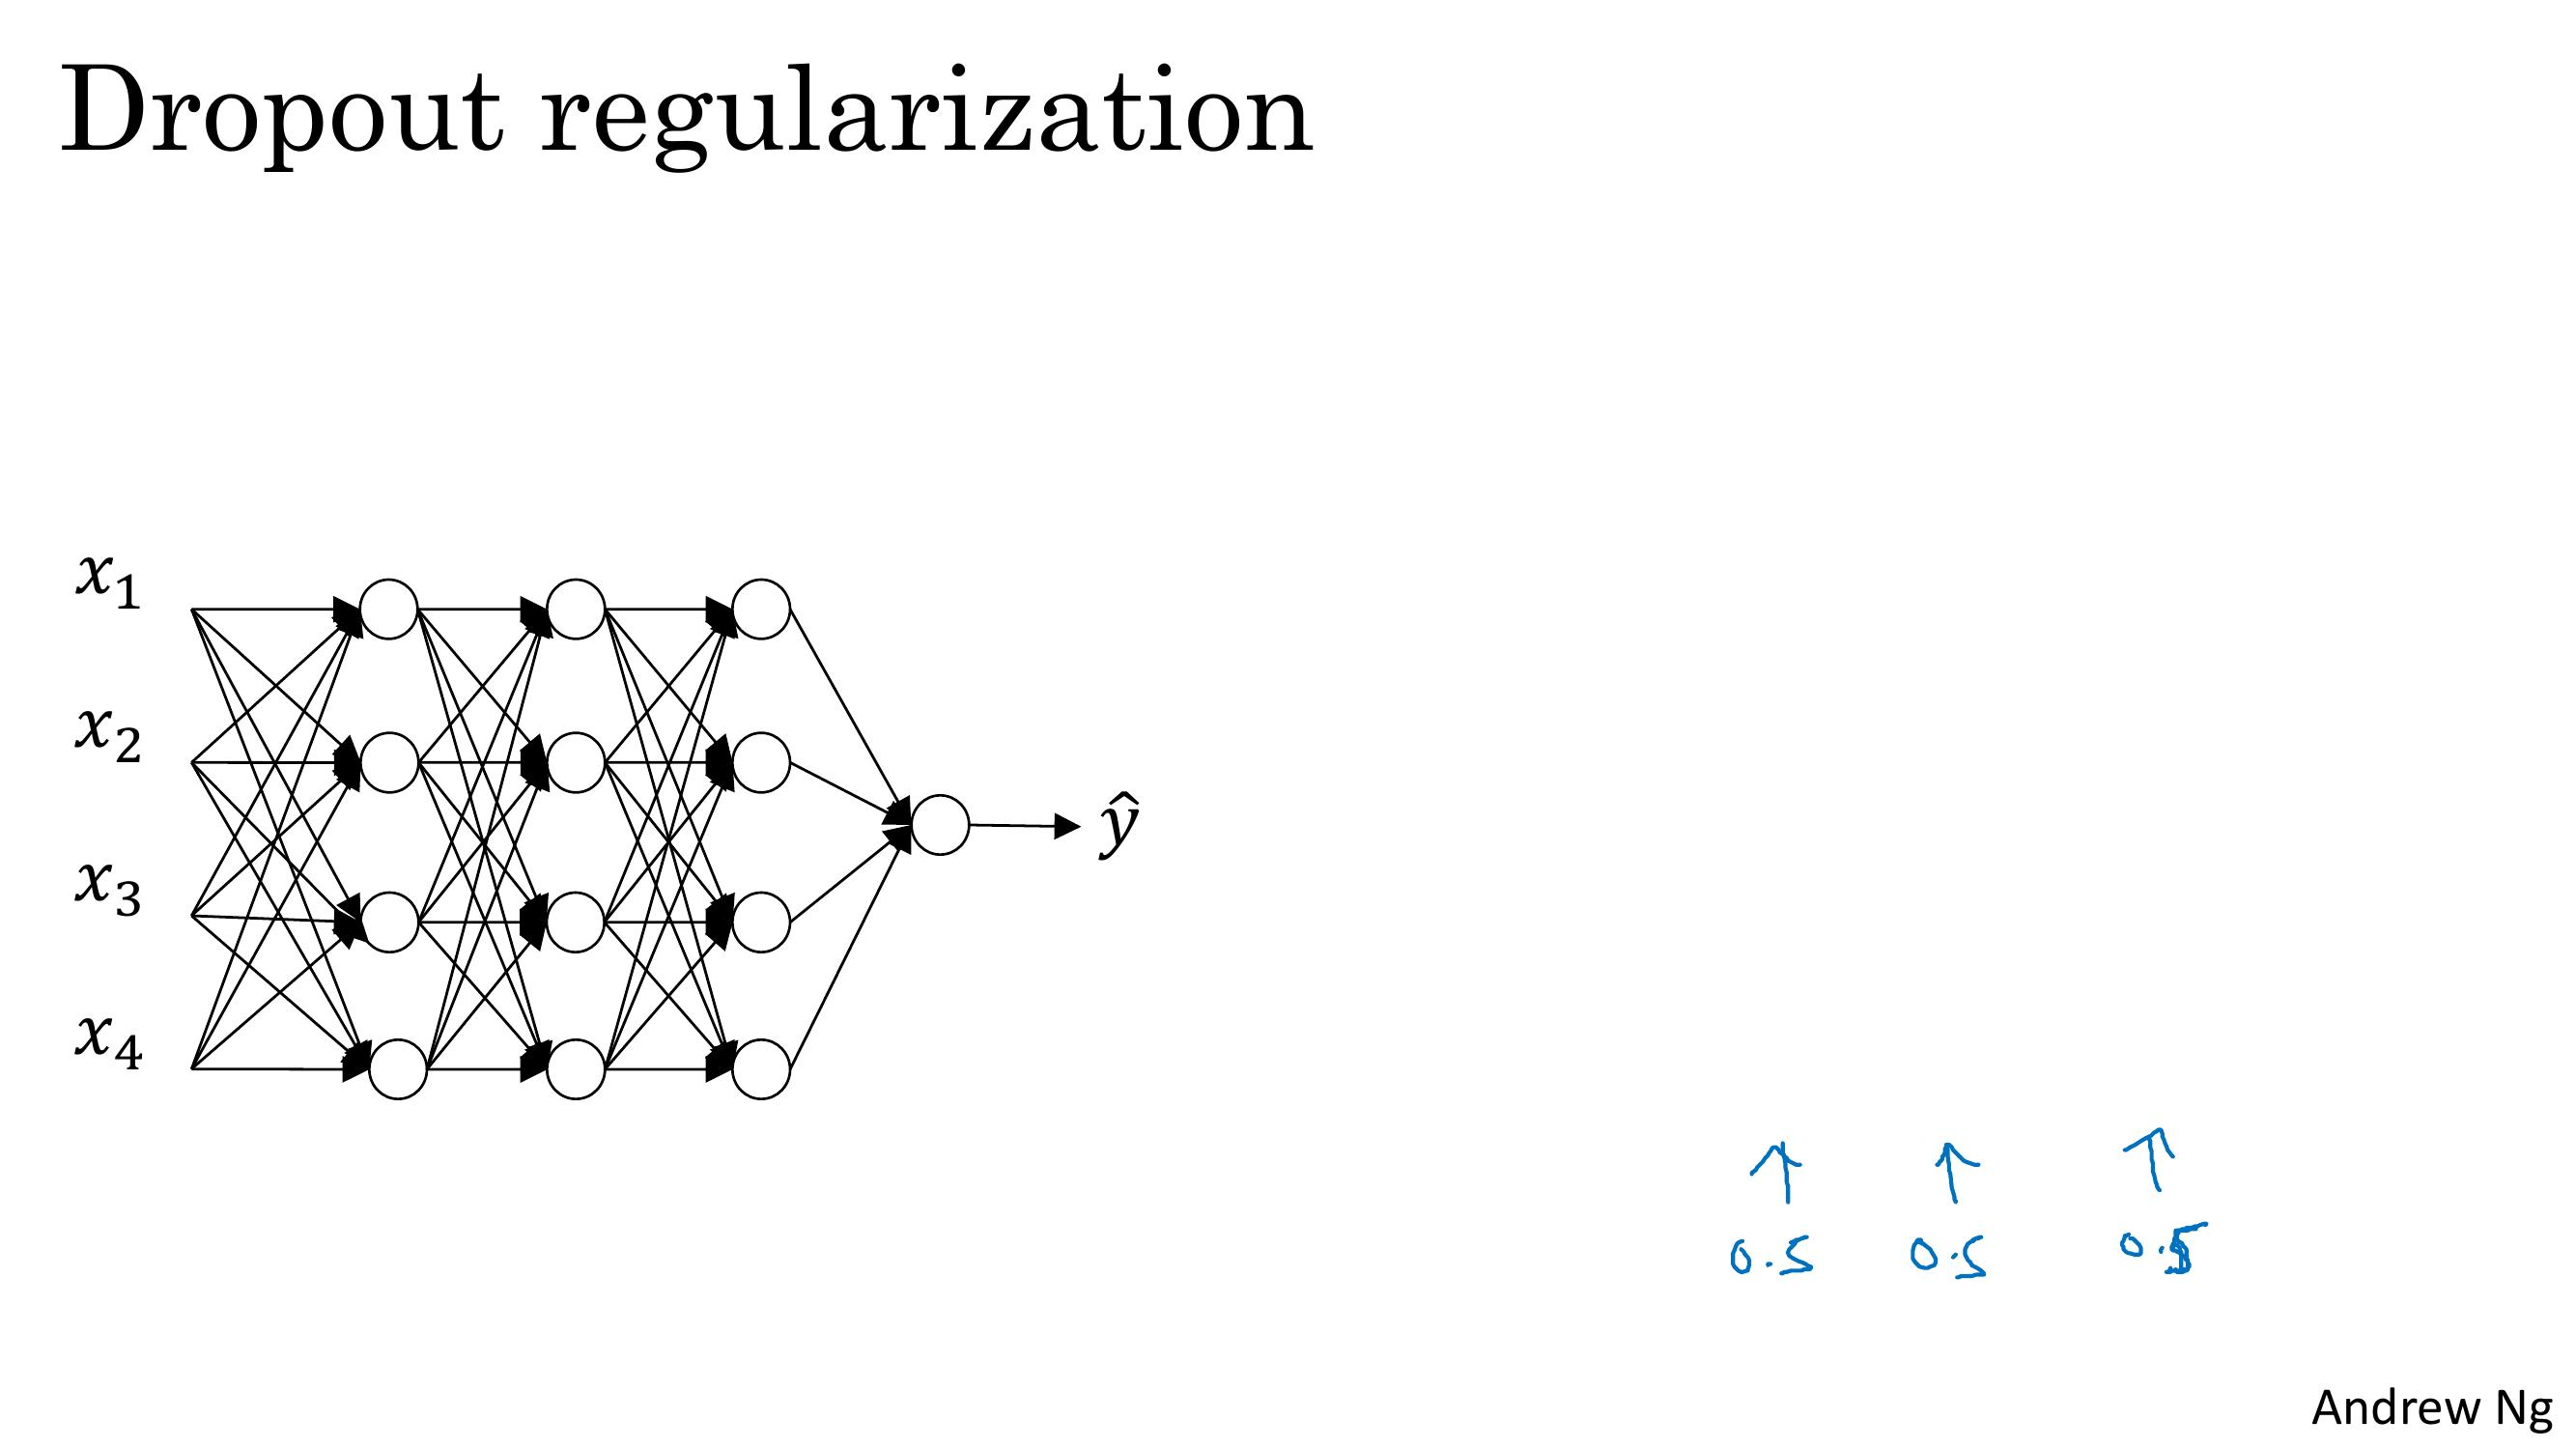 Dropout regularization
x₁
x₂
x₃
x₄
ŷ
0.5 0.5 0.5
Andrew Ng